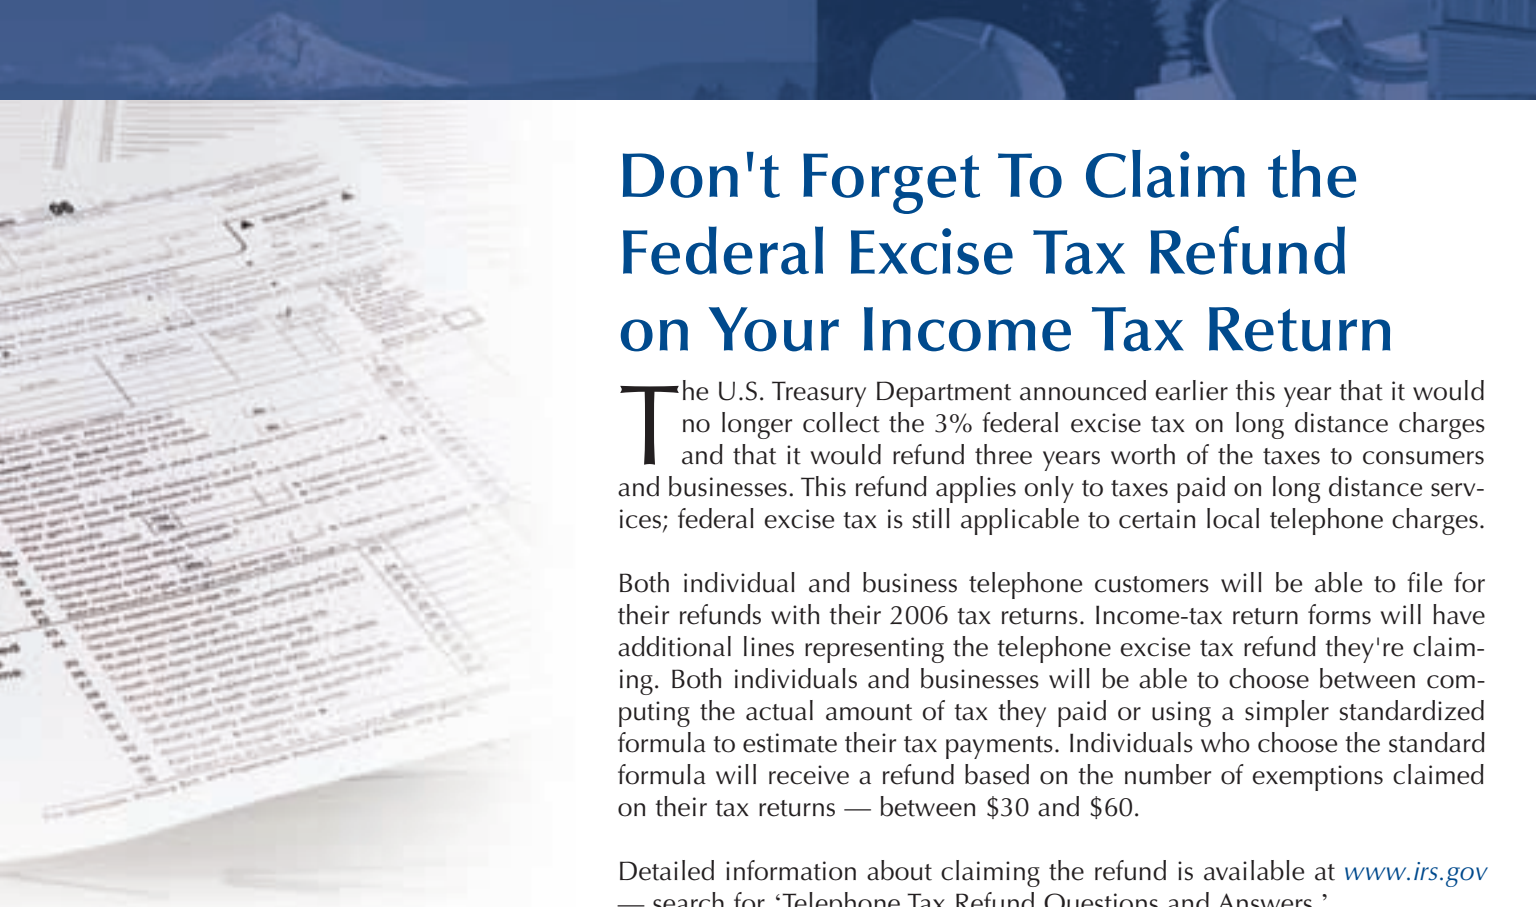 Don't Forget To Claim the
Federal Excise Tax Refund
on Your Income Tax Return
The U.S. Treasury Department announced earlier this year that it would
no longer collect the 3% federal excise tax on long distance charges
and that it would refund three years worth of the taxes to consumers
and businesses. This refund applies only to taxes paid on long distance serv-
ices; federal excise tax is still applicable to certain local telephone charges.
Both individual and business telephone customers will be able to file for
their refunds with their 2006 tax returns. Income-tax return forms will have
additional lines representing the telephone excise tax refund they're claim-
ing. Both individuals and businesses will be able to choose between com-
puting the actual amount of tax they paid or using a simpler standardized
formula to estimate their tax payments. Individuals who choose the standard
formula will receive a refund based on the number of exemptions claimed
on their tax returns — between $30 and $60.
Detailed information about claiming the refund is available at www.irs.gov
— search for ‘Telephone Tax Refund Questions and Answers.’